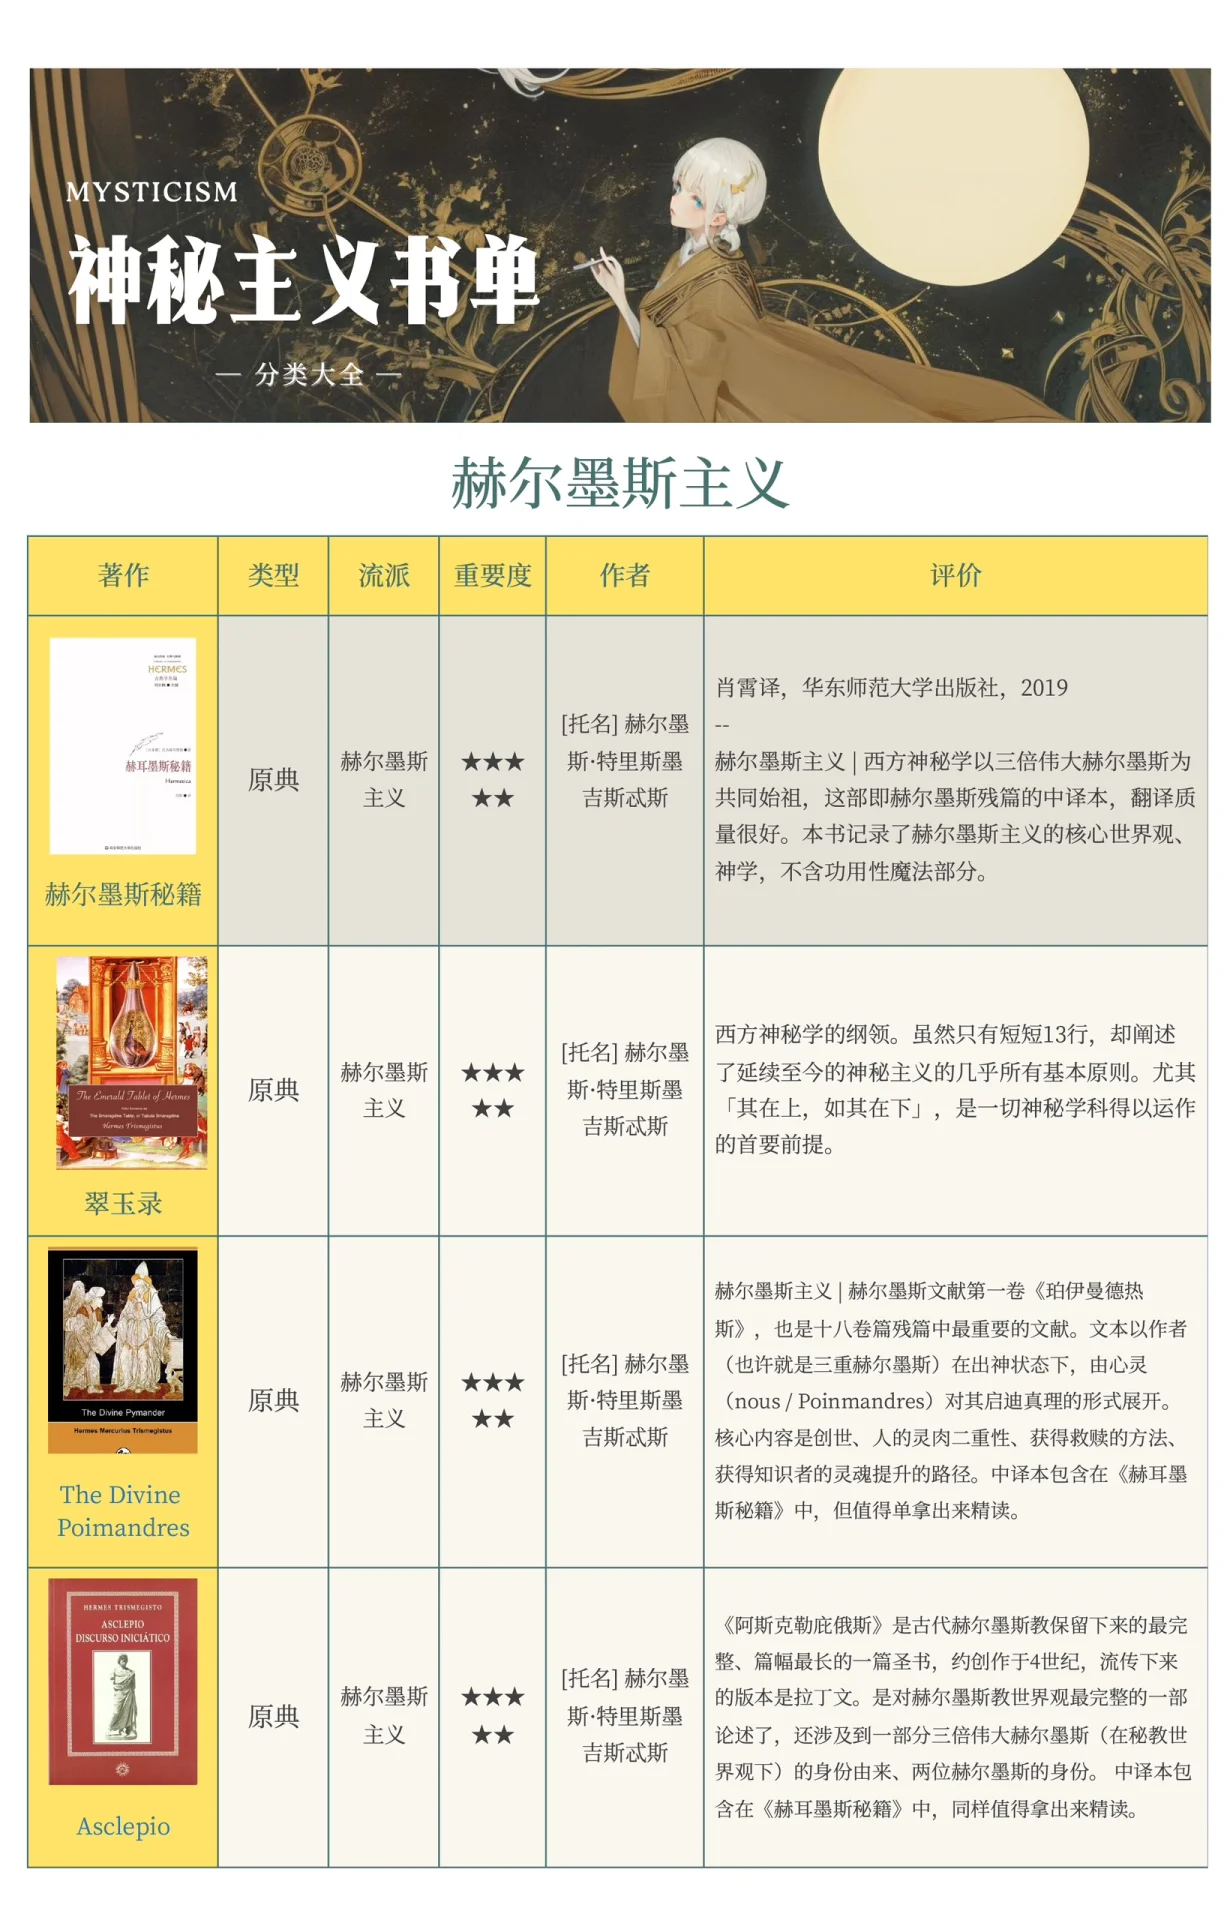 MYSTICISM
神秘主义书单
— 分类大全 —
赫尔墨斯主义
著作
类型
流派
重要度
作者
评价
HERMES
赫耳墨斯秘籍
Hermetica
赫尔墨斯秘籍
原典
赫尔墨斯
主义
★★★
★★
[托名] 赫尔墨
斯·特里斯墨
吉斯忒斯
肖霄译，华东师范大学出版社，2019
--
赫尔墨斯主义 | 西方神秘学以三倍伟大赫尔墨斯为
共同始祖，这部即赫尔墨斯残篇的中译本，翻译质
量很好。本书记录了赫尔墨斯主义的核心世界观、
神学，不含功用性魔法部分。
The Emerald Tablet of Hermes
Hermes Trismegistus
翠玉录
原典
赫尔墨斯
主义
★★★
★★
[托名] 赫尔墨
斯·特里斯墨
吉斯忒斯
西方神秘学的纲领。虽然只有短短13行，却阐述
了延续至今的神秘主义的几乎所有基本原则。尤其
「其在上，如其在下」，是一切神秘学科得以运作
的首要前提。
The Divine Pymander
Hermes Mercurius Trismegistus
The Divine
Poimandres
原典
赫尔墨斯
主义
★★★
★★
[托名] 赫尔墨
斯·特里斯墨
吉斯忒斯
赫尔墨斯主义 | 赫尔墨斯文献第一卷《珀伊曼德热
斯》，也是十八卷篇残篇中最重要的文献。文本以作者
（也许就是三重赫尔墨斯）在出神状态下，由心灵
（nous / Poinmandres）对其启迪真理的形式展开。
核心内容是创世、人的灵肉二重性、获得救赎的方法、
获得知识者的灵魂提升的路径。中译本包含在《赫耳墨
斯秘籍》中，但值得单拿出来精读。
HERMES TRISMEGISTO
ASCLEPIO
DISCURSO INICIÁTICO
Asclepio
原典
赫尔墨斯
主义
★★★
★★
[托名] 赫尔墨
斯·特里斯墨
吉斯忒斯
《阿斯克勒庇俄斯》是古代赫尔墨斯教保留下来的最完
整、篇幅最长的一篇圣书，约创作于4世纪，流传下来
的版本是拉丁文。是对赫尔墨斯教世界观最完整的一部
论述了，还涉及到一部分三倍伟大赫尔墨斯（在秘教世
界观下）的身份由来、两位赫尔墨斯的身份。 中译本包
含在《赫耳墨斯秘籍》中，同样值得拿出来精读。